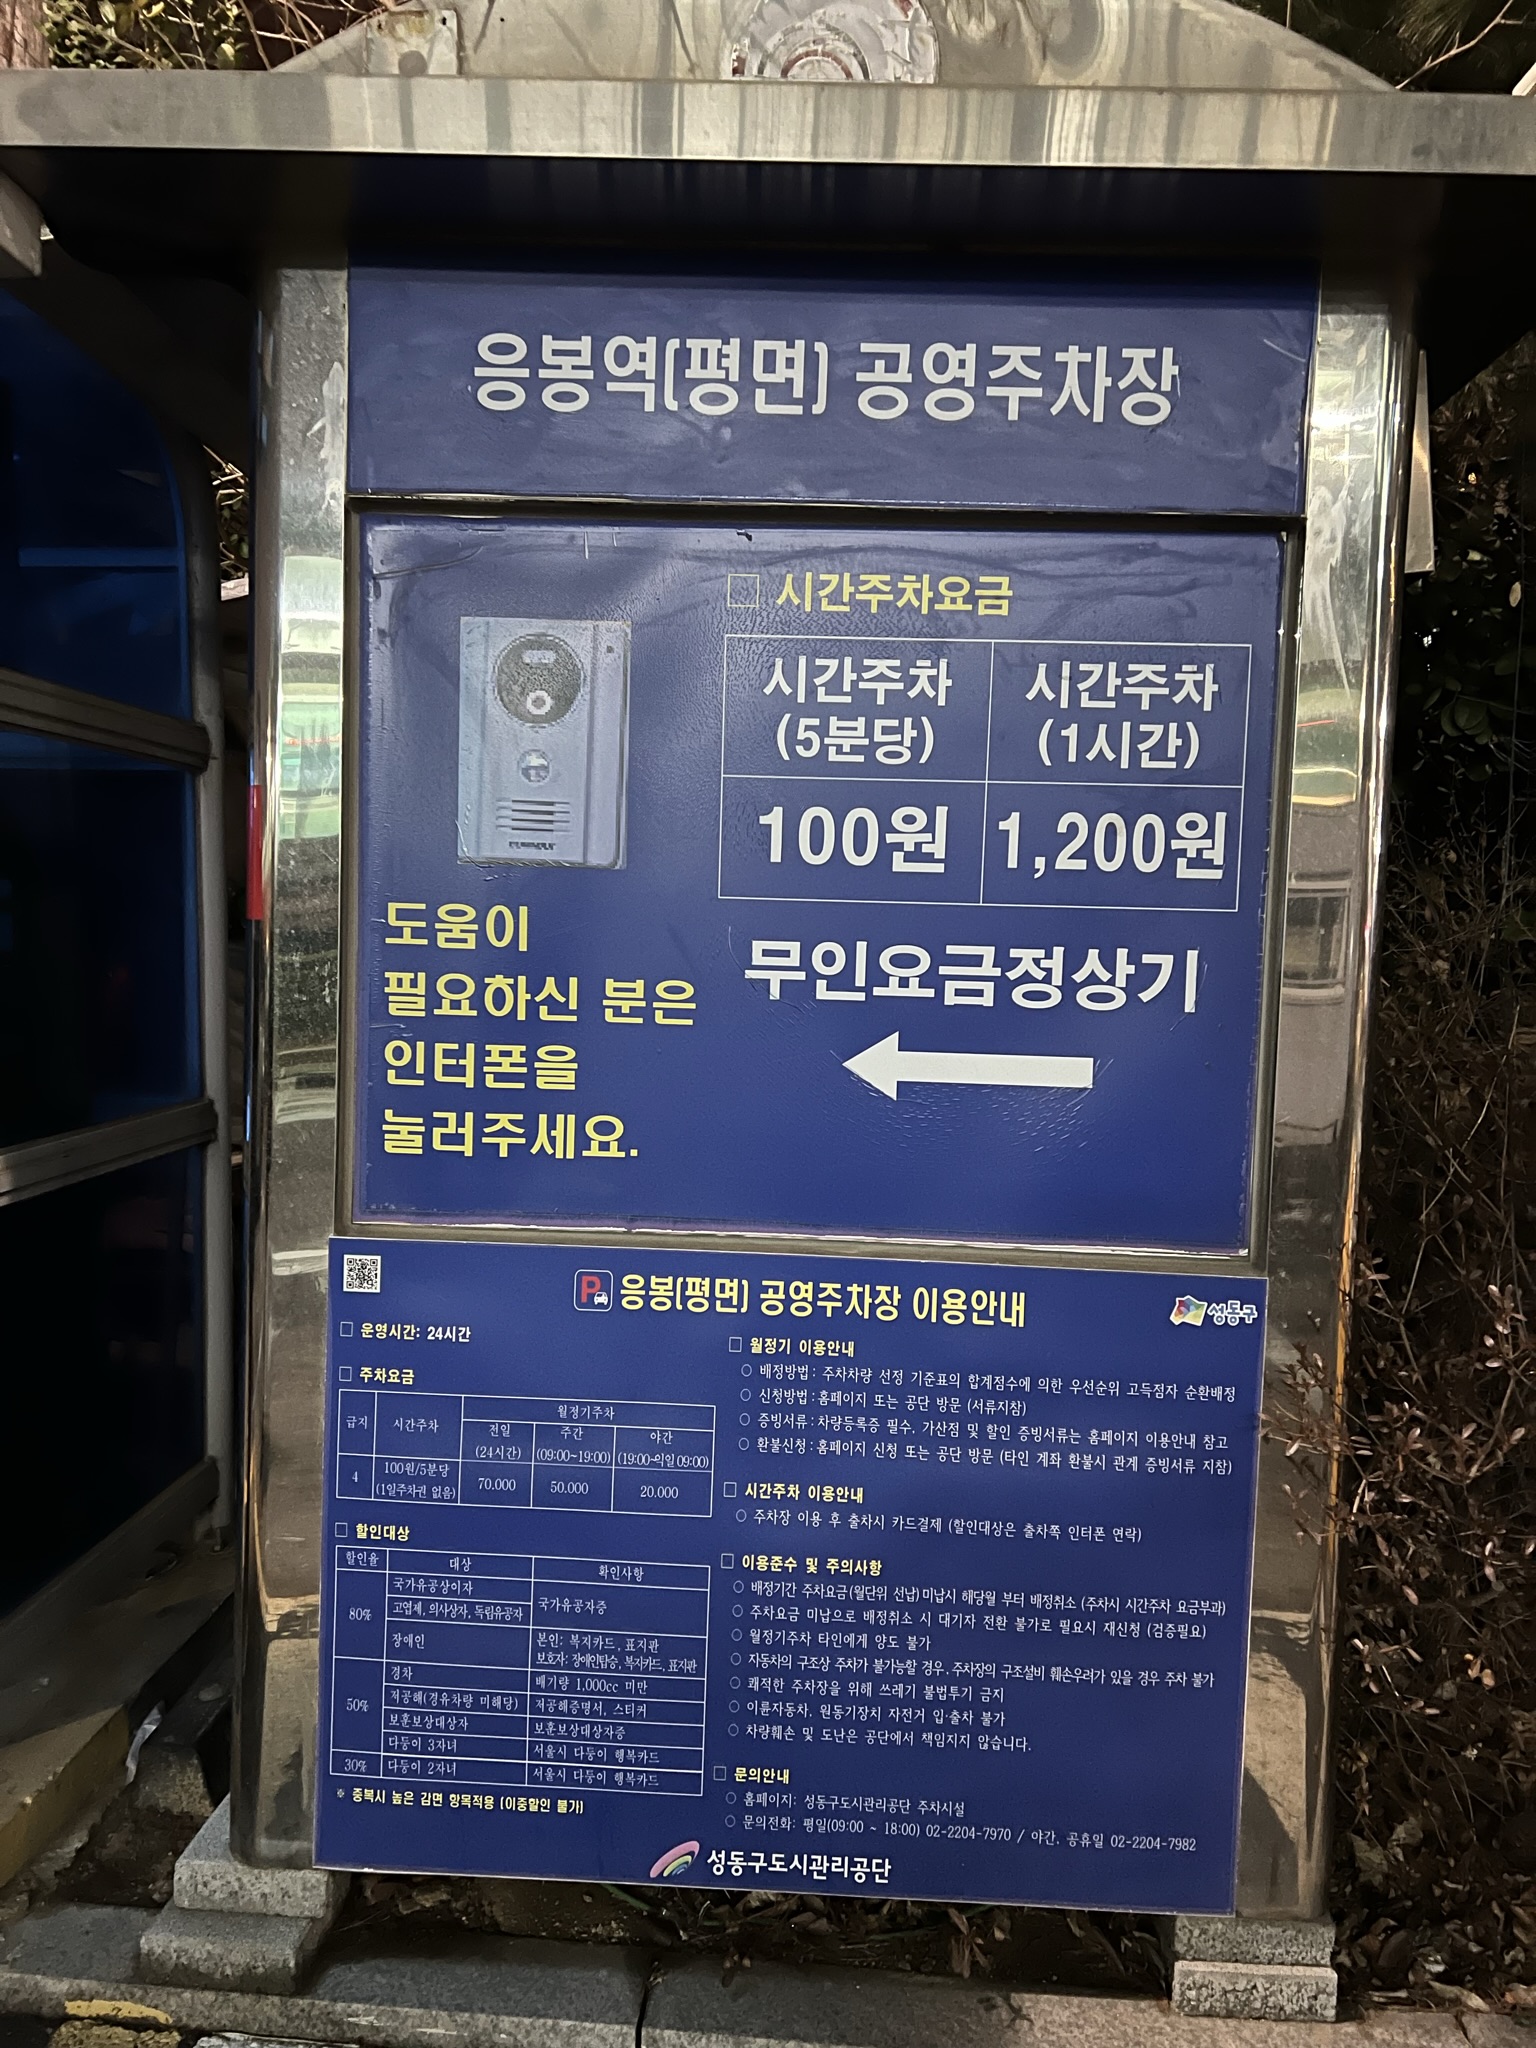 응봉역(평면) 공영주차장
□ 시간주차요금
시간주차 (5분당) 시간주차 (1시간)
100원 1,200원
도움이
필요하신 분은
인터폰을
눌러주세요.
무인요금정상기
P 응봉(평면) 공영주차장 이용안내
성동구
□ 운영시간: 24시간
□ 주차요금
급지 시간주차 월정기주차
전일 (24시간) 주간 (09:00~19:00) 야간 (19:00~익일 09:00)
4 100원/5분당 (1일주차권 없음) 70.000 50.000 20.000
□ 할인대상
할인율 대상 확인사항
80% 국가유공상이자 국가유공자증
고엽제, 의사상자, 독립유공자
장애인 본인: 복지카드, 표지판
보호자: 장애인탑승, 복지카드, 표지판
50% 경차 배기량 1,000cc 미만
저공해(경유차량 미해당) 저공해증명서, 스티커
보훈보상대상자 보훈보상대상자증
다둥이 3자녀 서울시 다둥이 행복카드
30% 다둥이 2자녀 서울시 다둥이 행복카드
※ 중복시 높은 감면 항목적용 (이중할인 불가)
□ 월정기 이용안내
○ 배정방법: 주차차량 선정 기준표의 합계점수에 의한 우선순위 고득점자 순환배정
○ 신청방법: 홈페이지 또는 공단 방문 (서류지참)
○ 증빙서류: 차량등록증 필수, 가산점 및 할인 증빙서류는 홈페이지 이용안내 참고
○ 환불신청: 홈페이지 신청 또는 공단 방문 (타인 계좌 환불시 관계 증빙서류 지참)
□ 시간주차 이용안내
○ 주차장 이용 후 출차시 카드결제 (할인대상은 출차쪽 인터폰 연락)
□ 이용준수 및 주의사항
○ 배정기간 주차요금(월단위 선납) 미납시 해당월 부터 배정취소 (주차시 시간주차 요금부과)
○ 주차요금 미납으로 배정취소 시 대기자 전환 불가로 필요시 재신청 (검증필요)
○ 월정기주차 타인에게 양도 불가
○ 자동차의 구조상 주차가 불가능할 경우, 주차장의 구조설비 훼손우려가 있을 경우 주차 불가
○ 쾌적한 주차장을 위해 쓰레기 불법투기 금지
○ 이륜자동차, 원동기장치 자전거 입·출차 불가
○ 차량훼손 및 도난은 공단에서 책임지지 않습니다.
□ 문의안내
○ 홈페이지: 성동구도시관리공단 주차시설
○ 문의전화: 평일(09:00 ~ 18:00) 02-2204-7970 / 야간, 공휴일 02-2204-7982
성동구도시관리공단